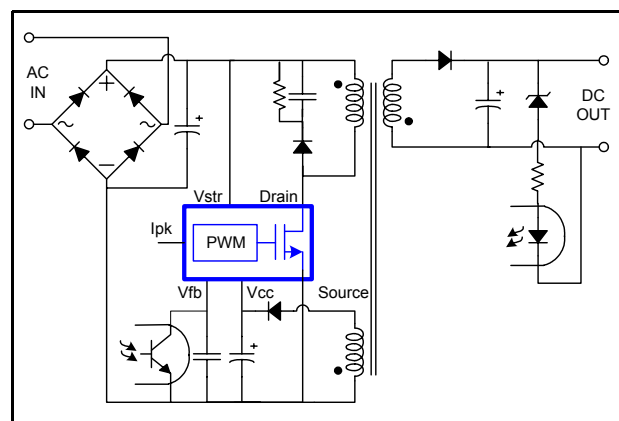 AC
IN
+
~
~
−
+
+
DC
OUT
Vstr
Drain
Ipk
PWM
Vfb
Vcc
Source
+